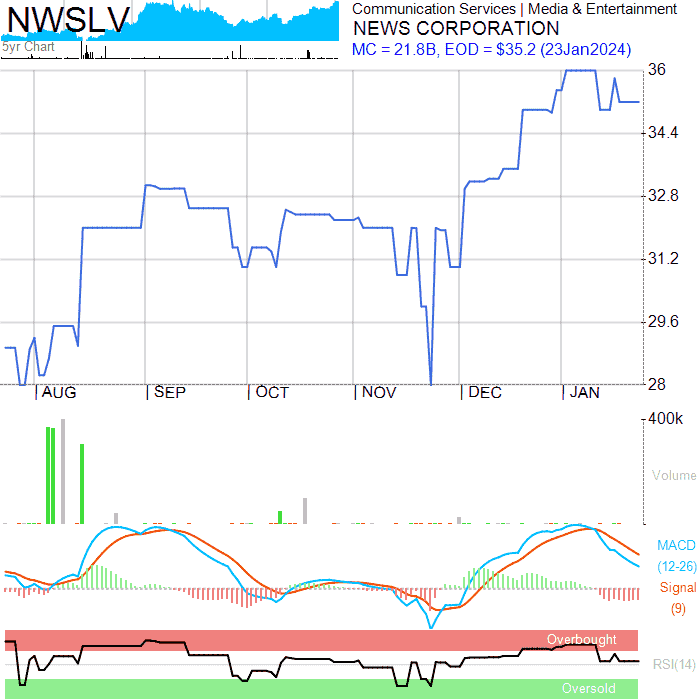 NWSLV
5yr Chart
Communication Services | Media & Entertainment
NEWS CORPORATION
MC = 21.8B, EOD = $35.2 (23Jan2024)
36
34.4
32.8
31.2
29.6
28
AUG SEP OCT NOV DEC JAN
400k
Volume
MACD
(12-26)
Signal
(9)
Overbought
RSI(14)
Oversold